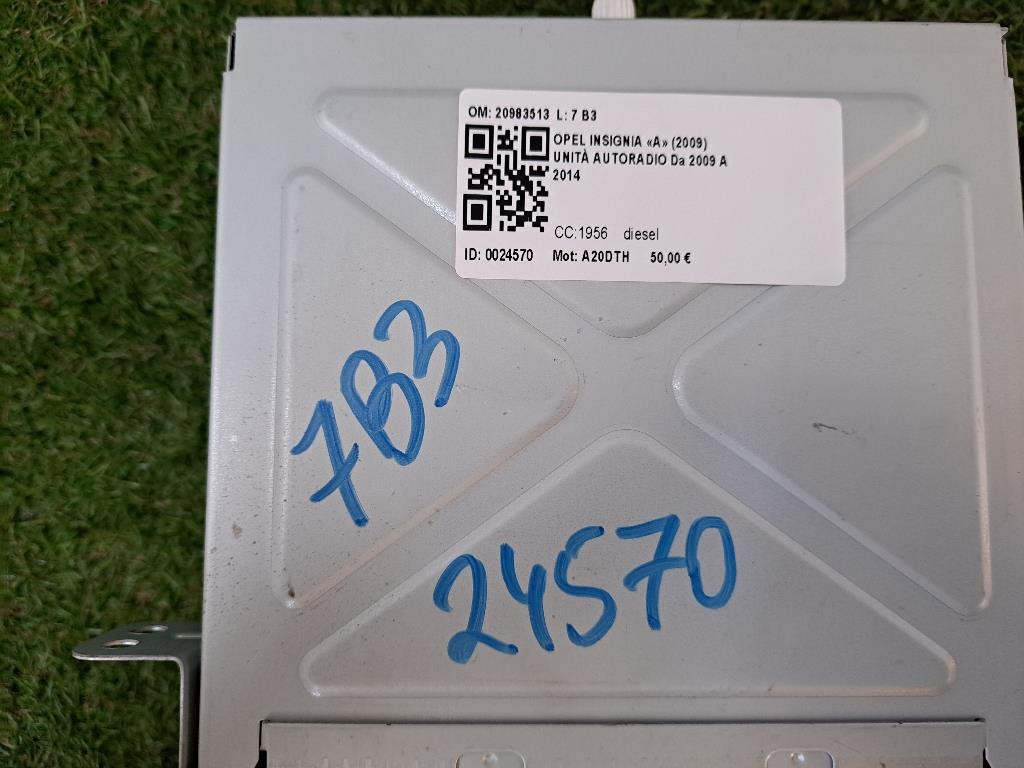 OM: 20983513 L: 7 B3
OPEL INSIGNIA «A» (2009)
UNITÀ AUTORADIO Da 2009 A
2014
CC:1956 diesel
ID: 0024570 Mot: A20DTH 50,00 €
7B3
24570